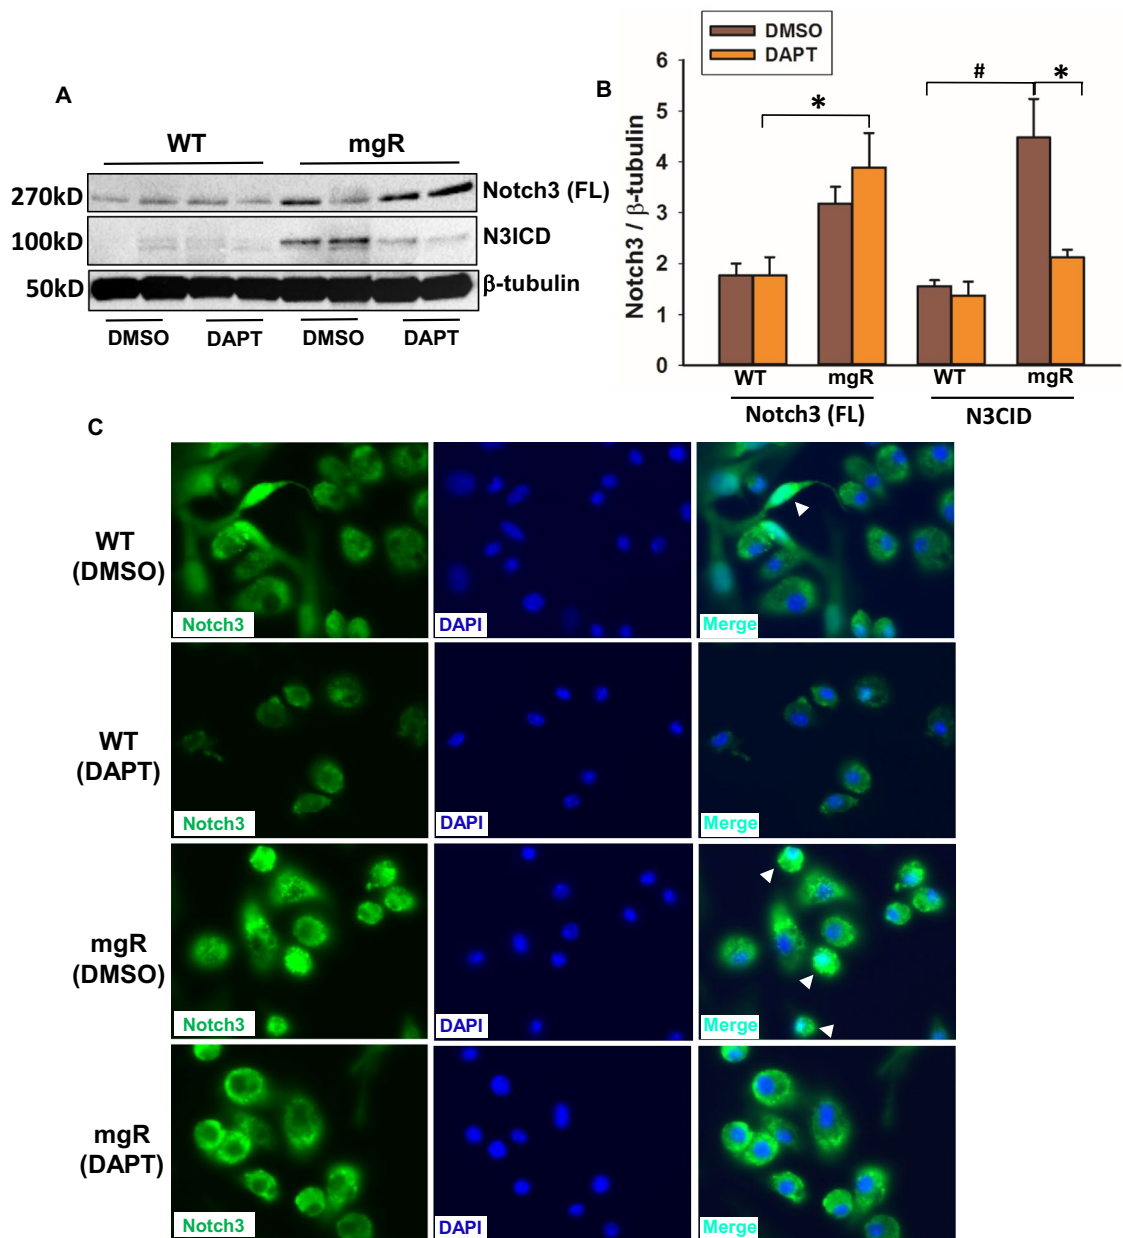 A
WT mgR
270kD Notch3 (FL)
100kD N3ICD
50kD β-tubulin
DMSO DAPT DMSO DAPT
B
DMSO
DAPT
Notch3 / β-tubulin
6
5
4
3
2
1
0
* # *
WT mgR WT mgR
Notch3 (FL) N3CID
C
WT
(DMSO)
Notch3 DAPI Merge
WT
(DAPT)
Notch3 DAPI Merge
mgR
(DMSO)
Notch3 DAPI Merge
mgR
(DAPT)
Notch3 DAPI Merge